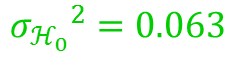 σ_{ℋ₀}² = 0.063